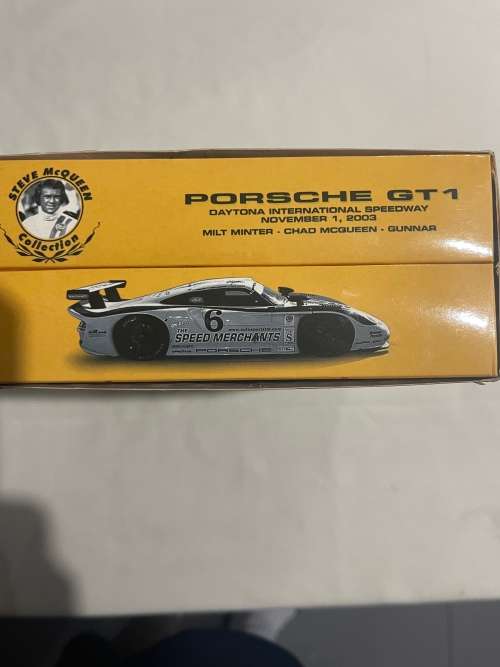 STEVE McQUEEN
Collection
PORSCHE GT1
DAYTONA INTERNATIONAL SPEEDWAY
NOVEMBER 1, 2003
MILT MINTER - CHAD MCQUEEN - GUNNAR
6
THE
SPEED MERCHANTS
PORSCHE